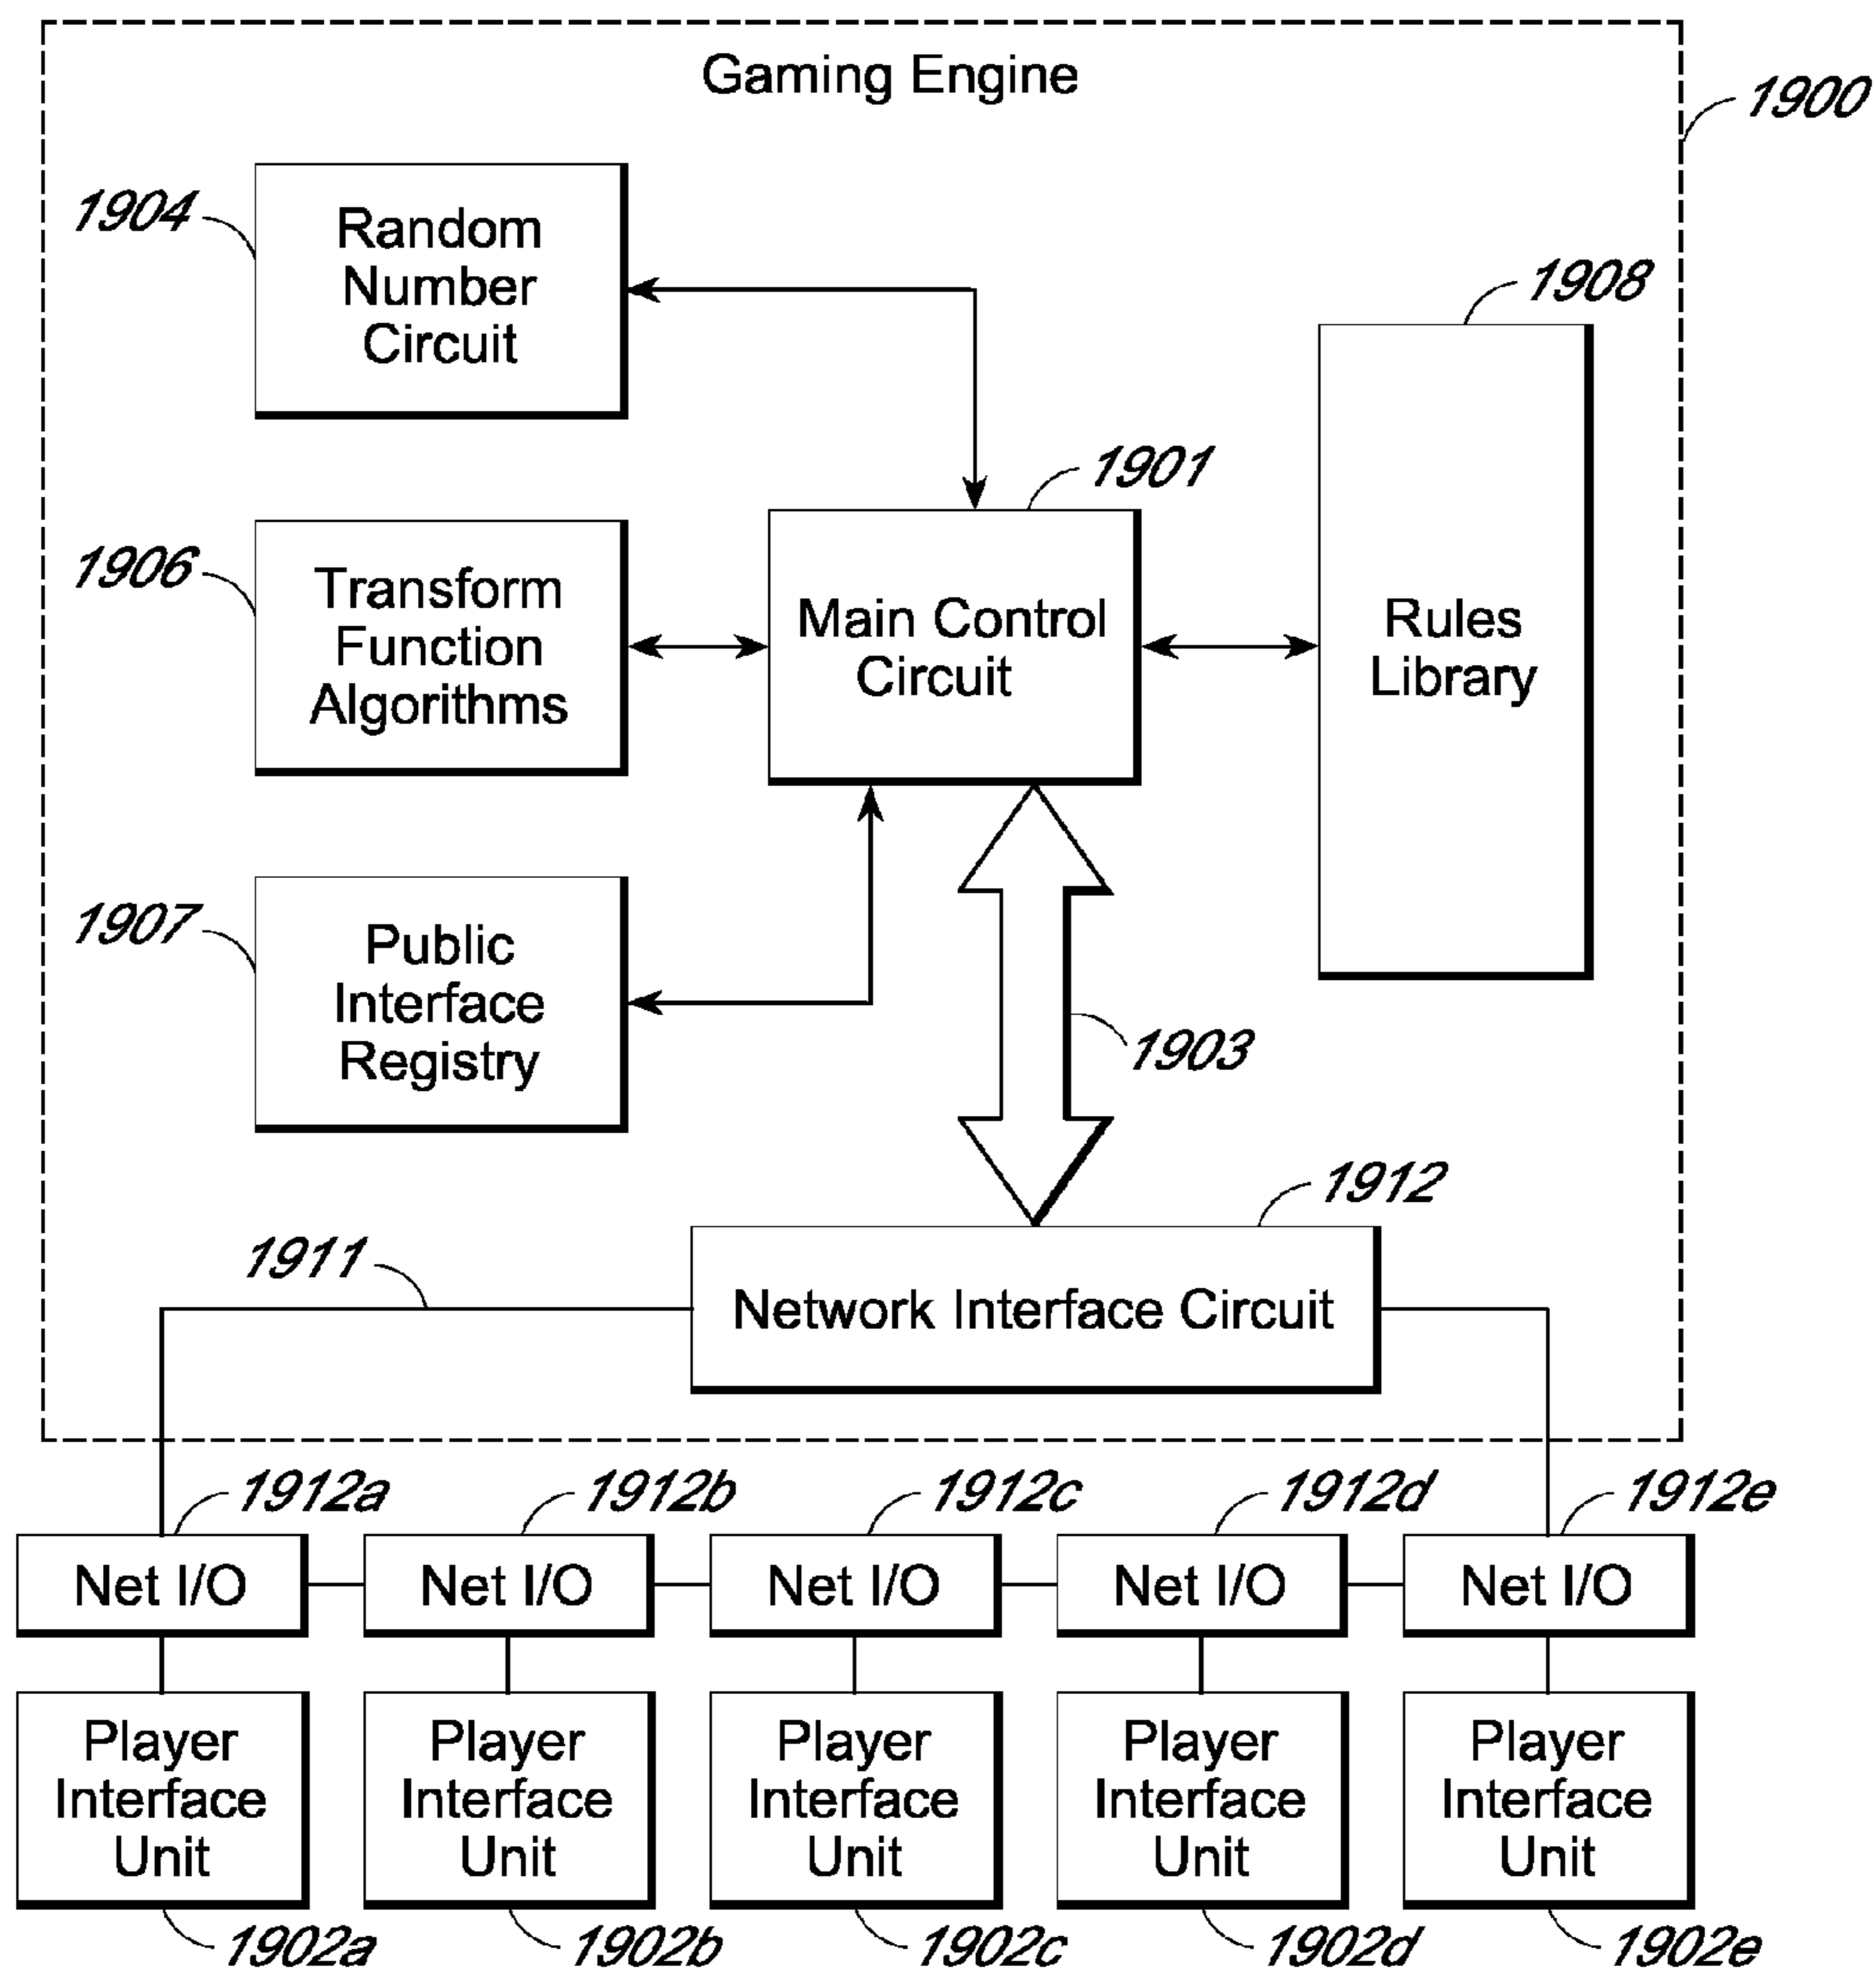 Gaming Engine
1900
1904
Random
Number
Circuit
1908
1901
1906
Transform
Function
Algorithms
Main Control
Circuit
Rules
Library
1907
Public
Interface
Registry
1903
1912
1911
Network Interface Circuit
1912a
1912b
1912c
1912d
1912e
Net I/O
Net I/O
Net I/O
Net I/O
Net I/O
Player
Interface
Unit
Player
Interface
Unit
Player
Interface
Unit
Player
Interface
Unit
Player
Interface
Unit
1902a
1902b
1902c
1902d
1902e